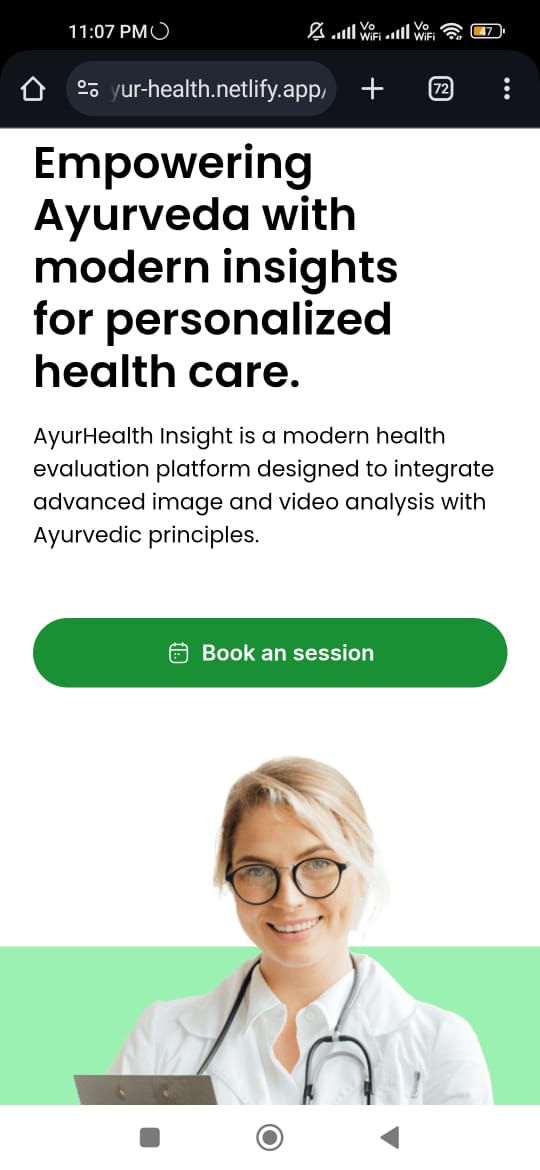 11:07 PM
Vo
WiFi
Vo
WiFi
47
yur-health.netlify.app/
72
Empowering
Ayurveda with
modern insights
for personalized
health care.
AyurHealth Insight is a modern health
evaluation platform designed to integrate
advanced image and video analysis with
Ayurvedic principles.
Book an session